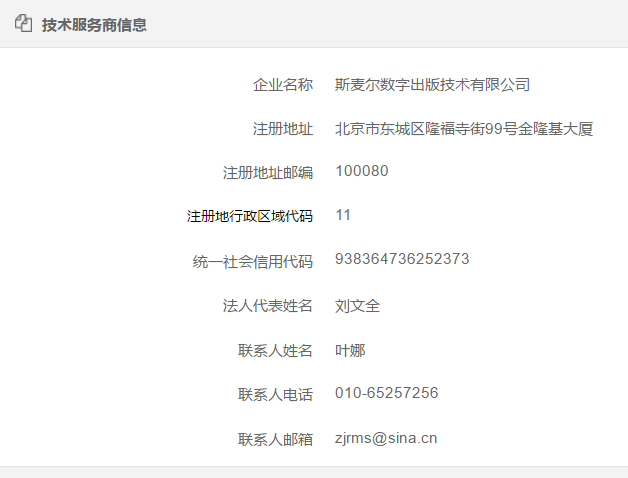 技术服务商信息
企业名称 斯麦尔数字出版技术有限公司
注册地址 北京市东城区隆福寺街99号金隆基大厦
注册地址邮编 100080
注册地行政区域代码 11
统一社会信用代码 938364736252373
法人代表姓名 刘文全
联系人姓名 叶娜
联系人电话 010-65257256
联系人邮箱 zjrms@sina.cn